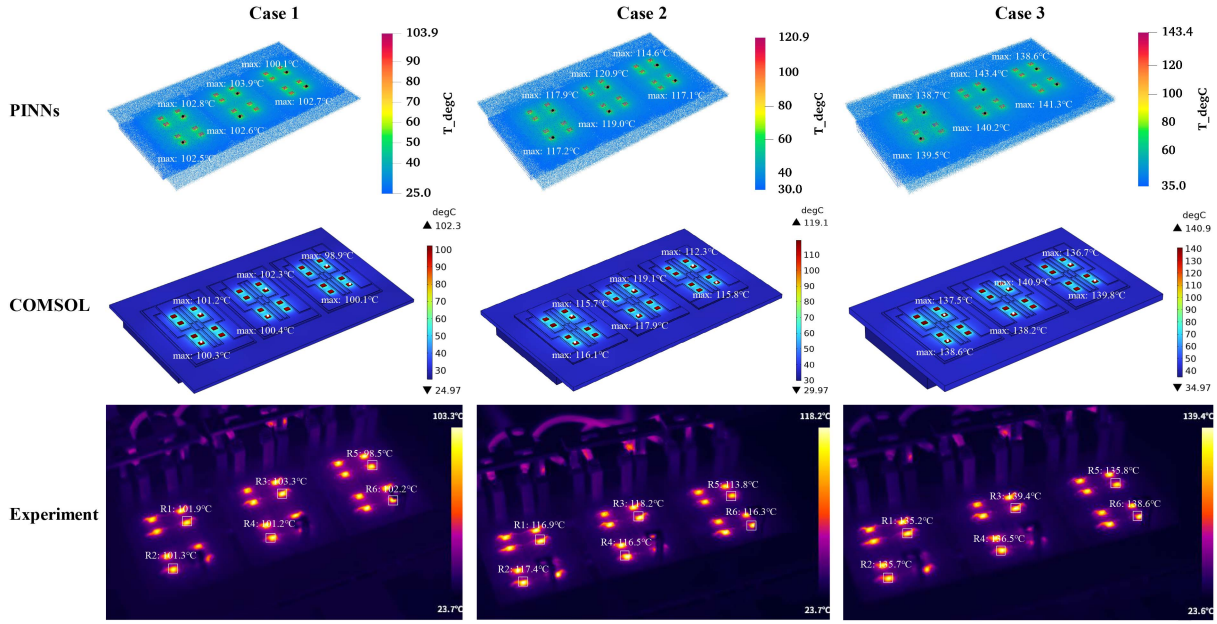 Case 1
Case 2
Case 3
PINNs
max: 100.1℃
max: 103.9℃
max: 102.8℃
max: 102.7℃
max: 102.6℃
max: 102.5℃
103.9
90
80
70
60
50
40
25.0
T_degC
max: 114.6℃
max: 120.9℃
max: 117.9℃
max: 117.1℃
max: 119.0℃
max: 117.2℃
120.9
100
80
60
40
30.0
T_degC
max: 138.6℃
max: 143.4℃
max: 138.7℃
max: 141.3℃
max: 140.2℃
max: 139.5℃
143.4
120
100
80
60
35.0
T_degC
COMSOL
max: 98.9℃
max: 102.3℃
max: 101.2℃
max: 100.1℃
max: 100.4℃
max: 100.3℃
degC
▲ 102.3
100
90
80
70
60
50
40
30
▼ 24.97
max: 112.3℃
max: 119.1℃
max: 115.7℃
max: 115.8℃
max: 117.9℃
max: 116.1℃
degC
▲ 119.1
110
100
90
80
70
60
50
40
30
▼ 29.97
max: 136.7℃
max: 140.9℃
max: 137.5℃
max: 139.8℃
max: 138.2℃
max: 138.6℃
degC
▲ 140.9
140
130
120
110
100
90
80
70
60
50
40
▼ 34.97
Experiment
R5: 98.5℃
R3: 103.3℃
R6: 102.2℃
R1: 101.9℃
R4: 101.2℃
R2: 101.3℃
103.3℃
23.7℃
R5: 113.8℃
R3: 118.2℃
R6: 116.3℃
R1: 116.9℃
R4: 116.5℃
R2: 117.4℃
118.2℃
23.7℃
R5: 135.8℃
R3: 139.4℃
R6: 138.6℃
R1: 135.2℃
R4: 136.5℃
R2: 135.7℃
139.4℃
23.6℃